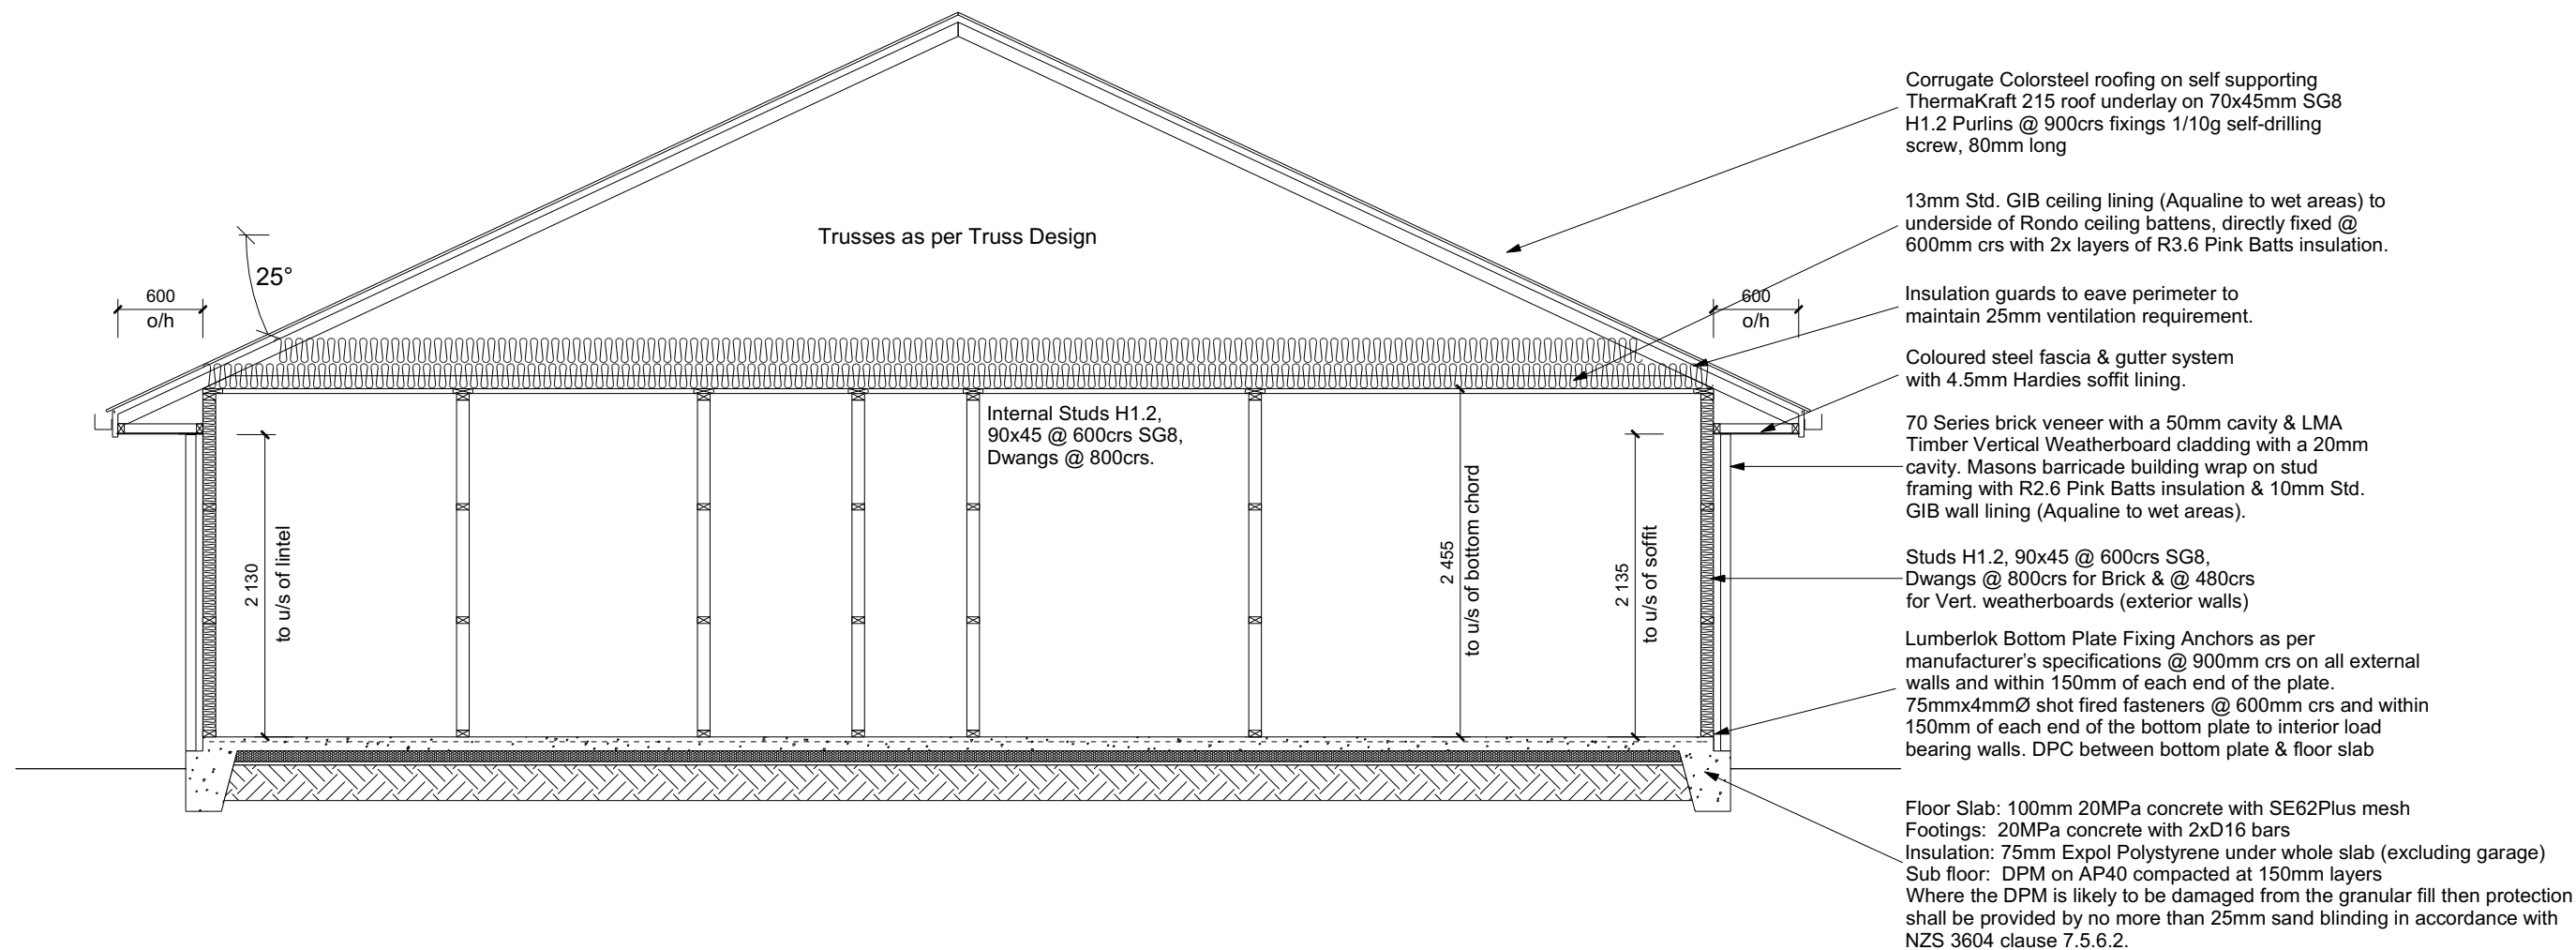 Corrugate Colorsteel roofing on self supporting
ThermaKraft 215 roof underlay on 70x45mm SG8
H1.2 Purlins @ 900crs fixings 1/10g self-drilling
screw, 80mm long
13mm Std. GIB ceiling lining (Aqualine to wet areas) to
underside of Rondo ceiling battens, directly fixed @
600mm crs with 2x layers of R3.6 Pink Batts insulation.
Trusses as per Truss Design
25°
600
o/h
600
o/h
Insulation guards to eave perimeter to
maintain 25mm ventilation requirement.
Coloured steel fascia & gutter system
with 4.5mm Hardies soffit lining.
Internal Studs H1.2,
90x45 @ 600crs SG8,
Dwangs @ 800crs.
70 Series brick veneer with a 50mm cavity & LMA
Timber Vertical Weatherboard cladding with a 20mm
cavity. Masons barricade building wrap on stud
framing with R2.6 Pink Batts insulation & 10mm Std.
GIB wall lining (Aqualine to wet areas).
2 130
to u/s of lintel
2 455
to u/s of bottom chord
2 135
to u/s of soffit
Studs H1.2, 90x45 @ 600crs SG8,
Dwangs @ 800crs for Brick & @ 480crs
for Vert. weatherboards (exterior walls)
Lumberlok Bottom Plate Fixing Anchors as per
manufacturer's specifications @ 900mm crs on all external
walls and within 150mm of each end of the plate.
75mmx4mmØ shot fired fasteners @ 600mm crs and within
150mm of each end of the bottom plate to interior load
bearing walls. DPC between bottom plate & floor slab
Floor Slab: 100mm 20MPa concrete with SE62Plus mesh
Footings: 20MPa concrete with 2xD16 bars
Insulation: 75mm Expol Polystyrene under whole slab (excluding garage)
Sub floor: DPM on AP40 compacted at 150mm layers
Where the DPM is likely to be damaged from the granular fill then protection
shall be provided by no more than 25mm sand blinding in accordance with
NZS 3604 clause 7.5.6.2.